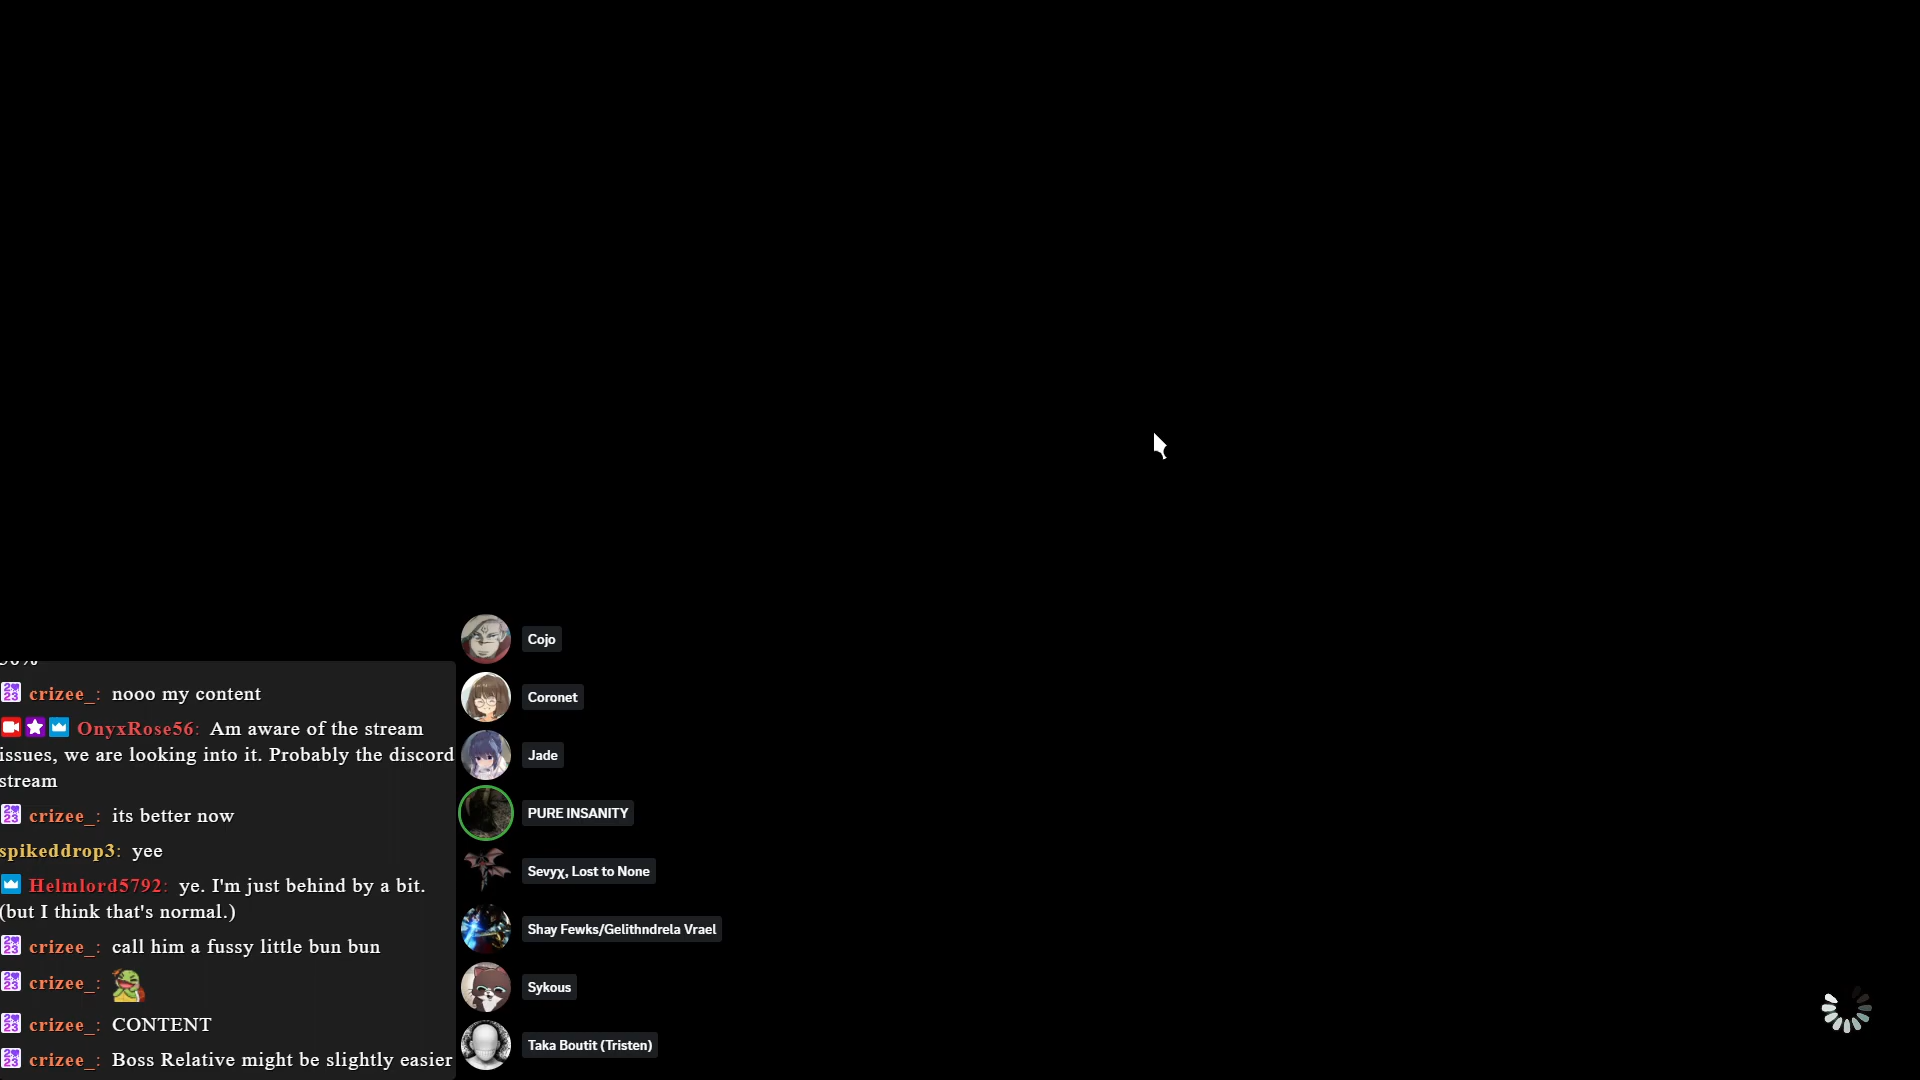 crizee_: nooo my content
OnyxRose56: Am aware of the stream
issues, we are looking into it. Probably the discord
stream
crizee_: its better now
spikeddrop3: yee
Helmlord5792: ye. I'm just behind by a bit.
(but I think that's normal.)
crizee_: call him a fussy little bun bun
crizee_:
crizee_: CONTENT
crizee_: Boss Relative might be slightly easier
Cojo
Coronet
Jade
PURE INSANITY
Sevyχ, Lost to None
Shay Fewks/Gelithndrela Vrael
Sykous
Taka Boutit (Tristen)